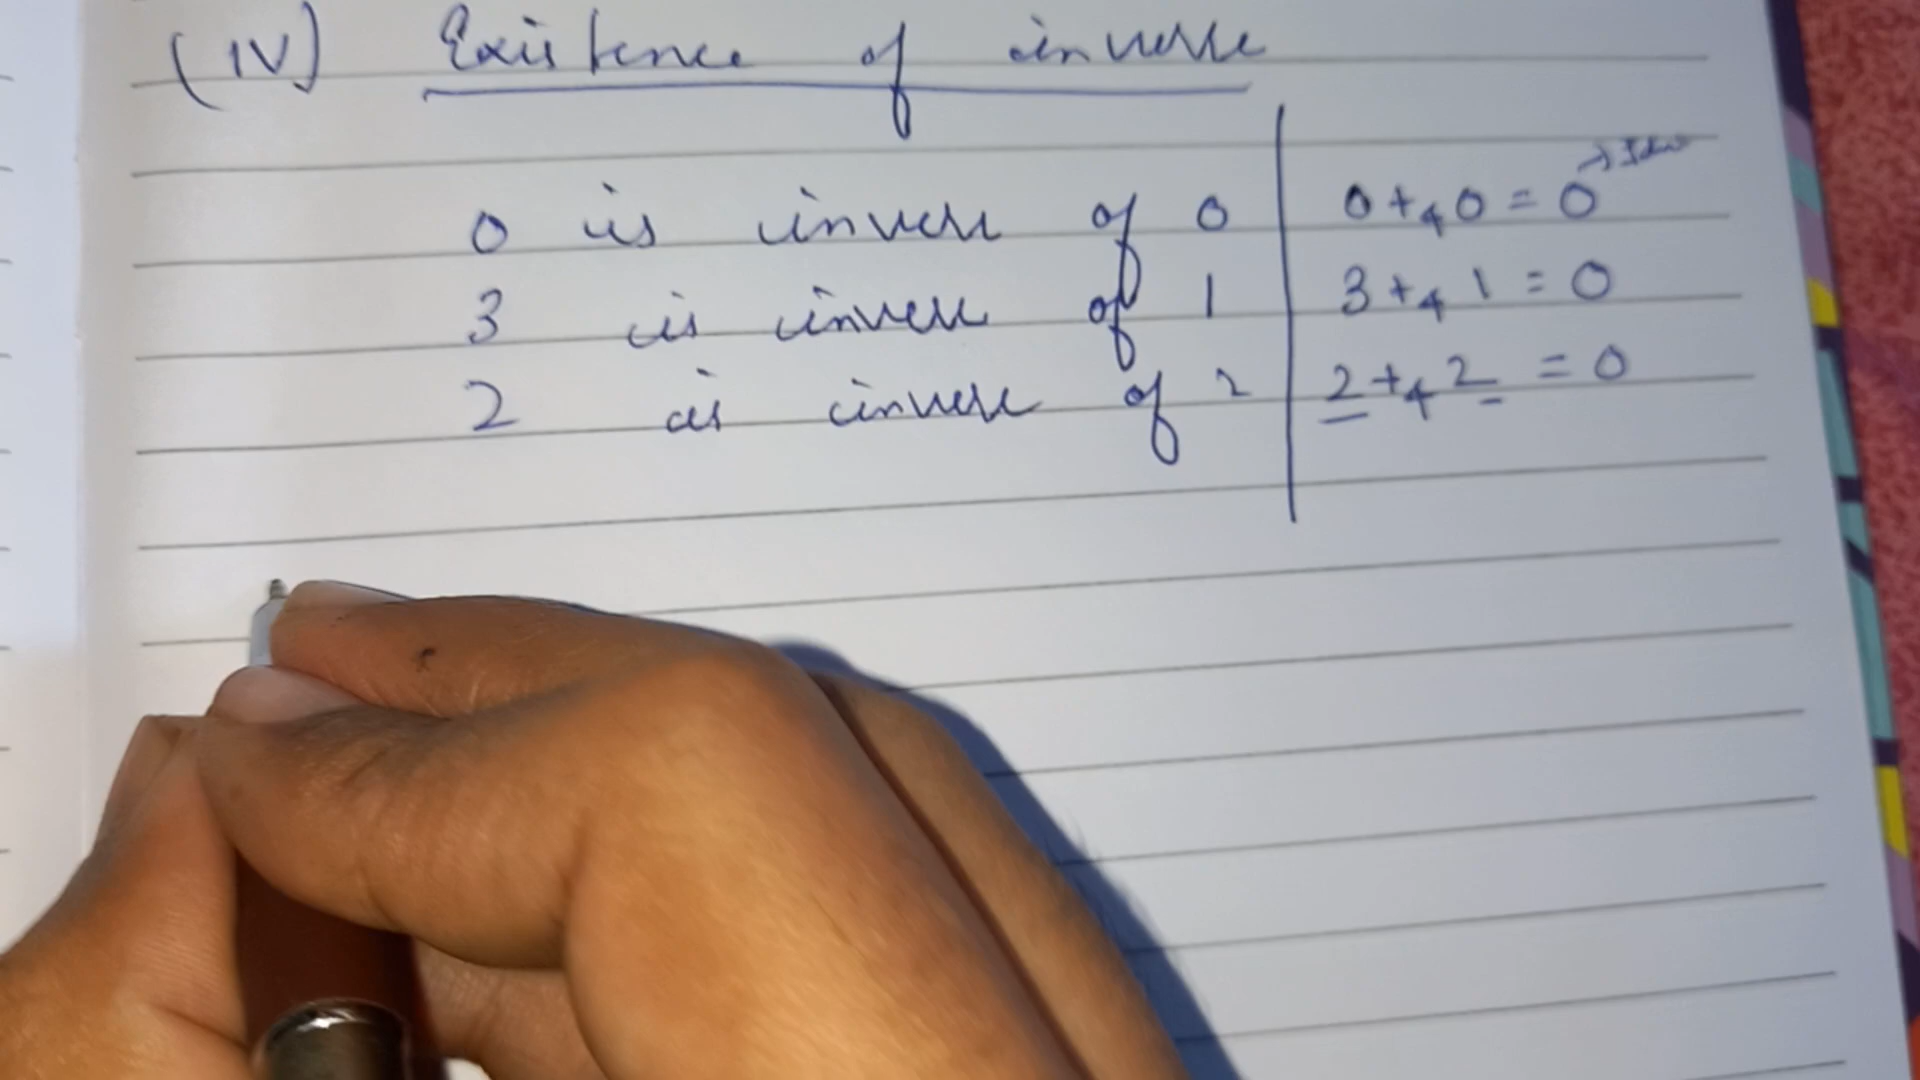 (IV) Existence of inverse
0 is inverse of 0 | 0 +₄ 0 = 0
3 is inverse of 1 | 3 +₄ 1 = 0
2 is inverse of 2 | 2 +₄ 2 = 0